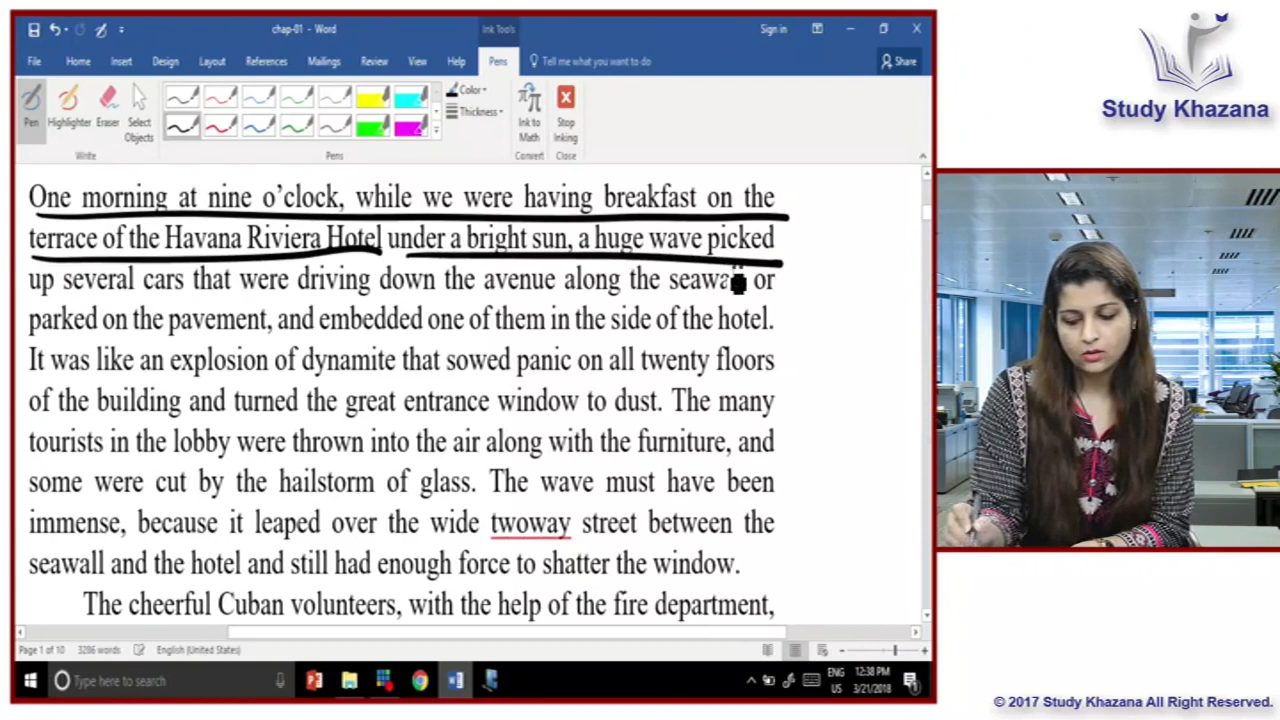 chap-01 - Word
Ink Tools
Sign in
File Home Insert Design Layout References Mailings Review View Help Pens Tell me what you want to do Share
Pen Highlighter Eraser Select Objects
Color
Thickness
Ink to Math
Stop Inking
Write Pens Convert Close
Study Khazana
One morning at nine o’clock, while we were having breakfast on the
terrace of the Havana Riviera Hotel under a bright sun, a huge wave picked
up several cars that were driving down the avenue along the or
parked on the pavement, and embedded one of them in the side of the hotel.
It was like an explosion of dynamite that sowed panic on all twenty floors
of the building and turned the great entrance window to dust. The many
tourists in the lobby were thrown into the air along with the furniture, and
some were cut by the hailstorm of glass. The wave must have been
immense, because it leaped over the wide twoway street between the
seawall and the hotel and still had enough force to shatter the window.
The cheerful Cuban volunteers, with the help of the fire department,
Page 1 of 10 3286 words English (United States)
Type here to search
ENG 12:38 PM
US 3/21/2018
© 2017 Study Khazana All Right Reserved.